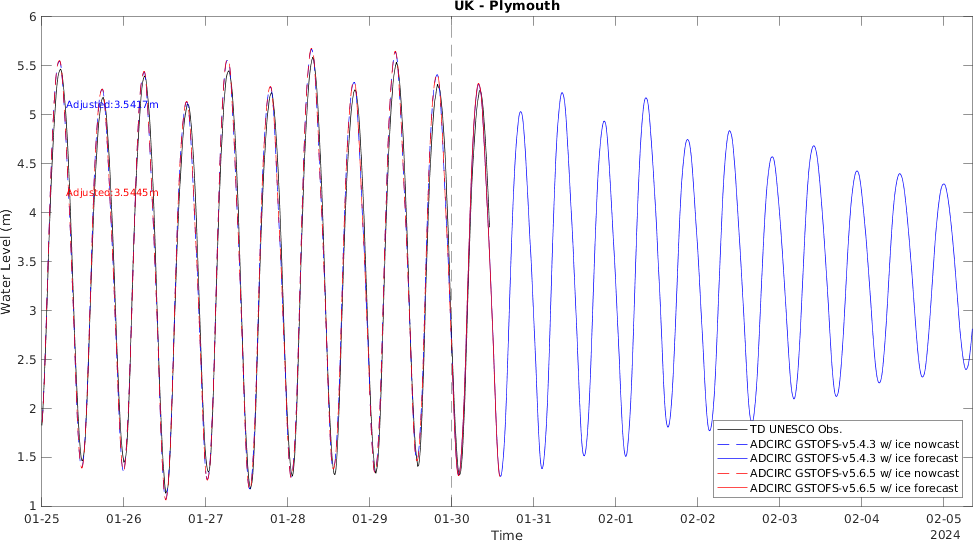 UK - Plymouth
Water Level (m)
6
5.5
5
4.5
4
3.5
3
2.5
2
1.5
1
Adjusted:3.5417m
Adjusted:3.5445m
TD UNESCO Obs.
ADCIRC GSTOFS-v5.4.3 w/ ice nowcast
ADCIRC GSTOFS-v5.4.3 w/ ice forecast
ADCIRC GSTOFS-v5.6.5 w/ ice nowcast
ADCIRC GSTOFS-v5.6.5 w/ ice forecast
01-25 01-26 01-27 01-28 01-29 01-30 01-31 02-01 02-02 02-03 02-04 02-05
Time
2024